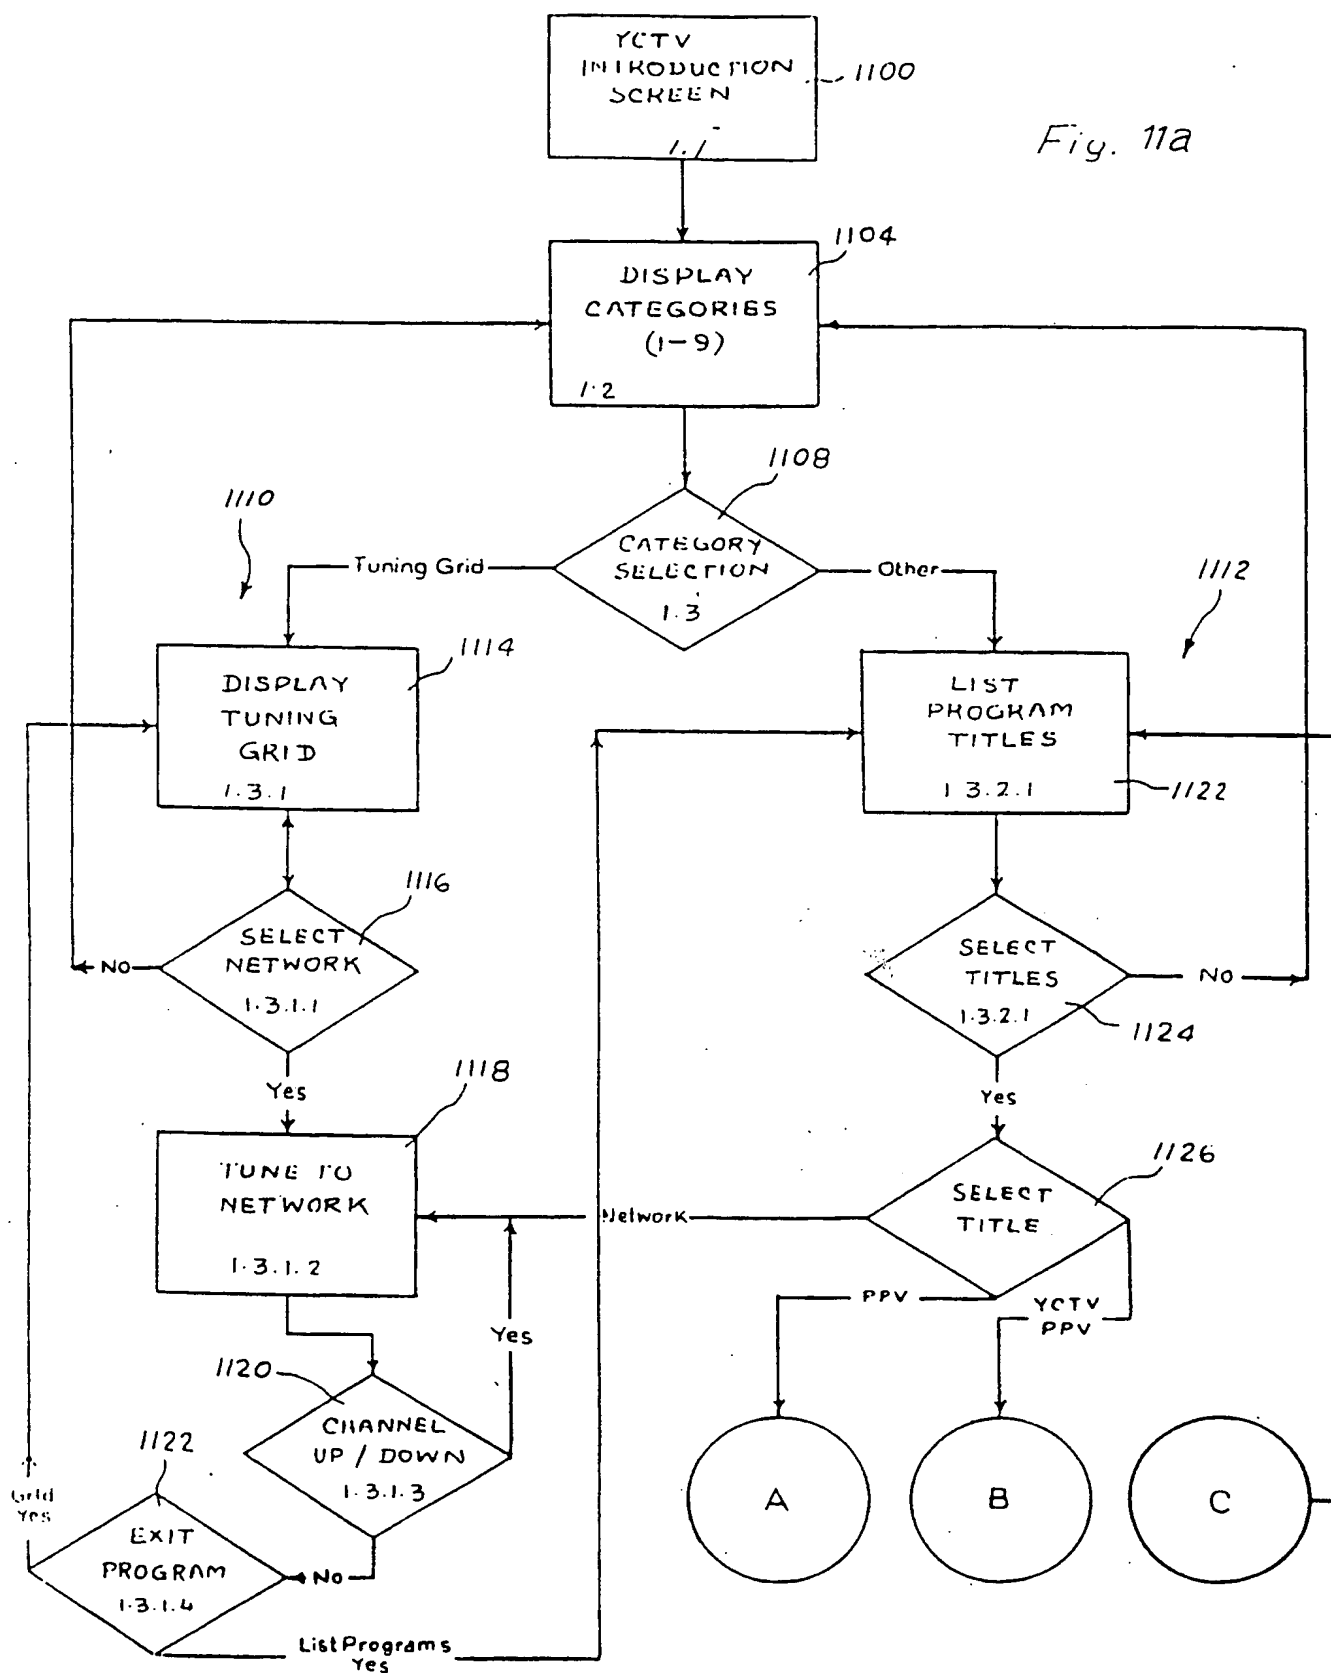 YCTV
INTRODUCTION
SCREEN
1.1
1100
Fig. 11a
1104
DISPLAY
CATEGORIES
(1-9)
1.2
1108
1110
CATEGORY
SELECTION
1.3
Tuning Grid
Other
1112
1114
DISPLAY
TUNING
GRID
1.3.1
LIST
PROGRAM
TITLES
1 3.2.1
1122
1116
SELECT
NETWORK
1.3.1.1
No
SELECT
TITLES
1.3.2.1
No
1124
Yes
1118
Yes
TUNE TO
NETWORK
1.3.1.2
1126
SELECT
TITLE
Network
PPV
YCTV
PPV
Yes
1120
CHANNEL
UP / DOWN
1.3.1.3
1122
Grid
Yes
EXIT
PROGRAM
1.3.1.4
No
A
B
C
List Programs
Yes